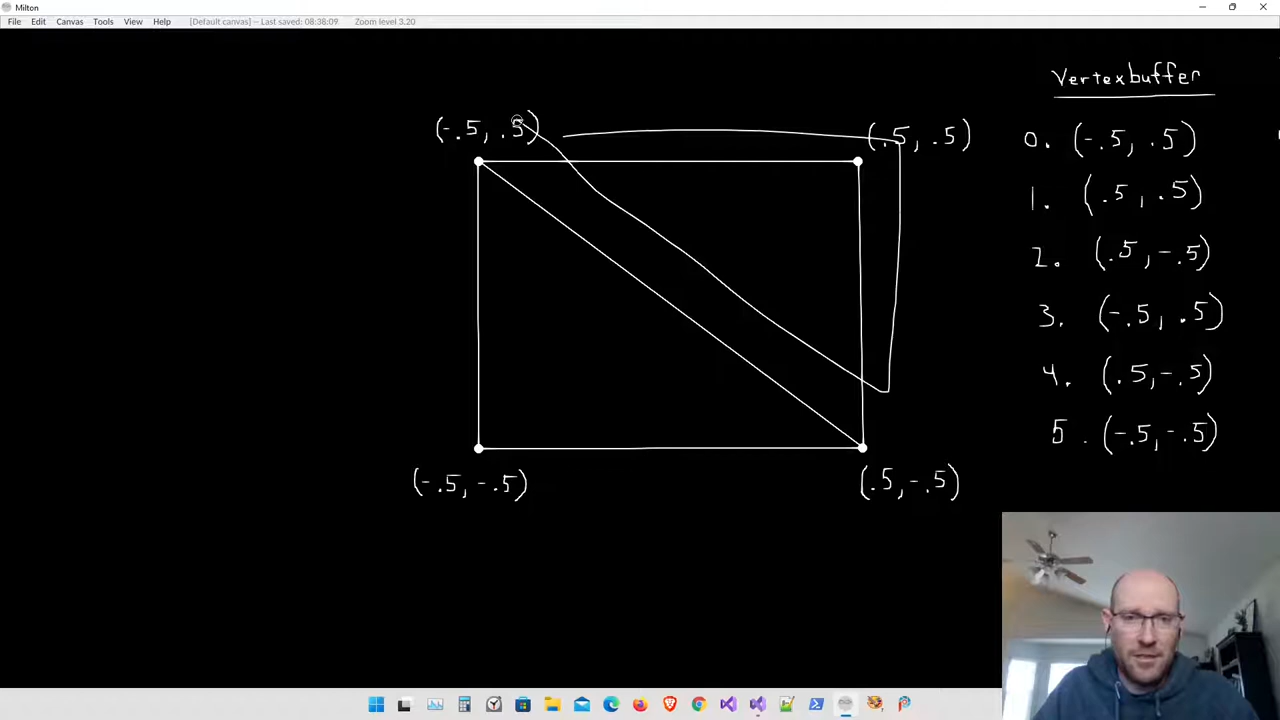 Milton
File Edit Canvas Tools View Help [Default canvas] -- Last saved: 08:38:09 Zoom level 3.20
Vertexbuffer
(-.5, .5) (.5, .5)
0. (-.5, .5)
1. (.5, .5)
2. (.5, -.5)
3. (-.5, .5)
4. (.5, -.5)
5. (-.5, -.5)
(-.5, -.5) (.5, -.5)